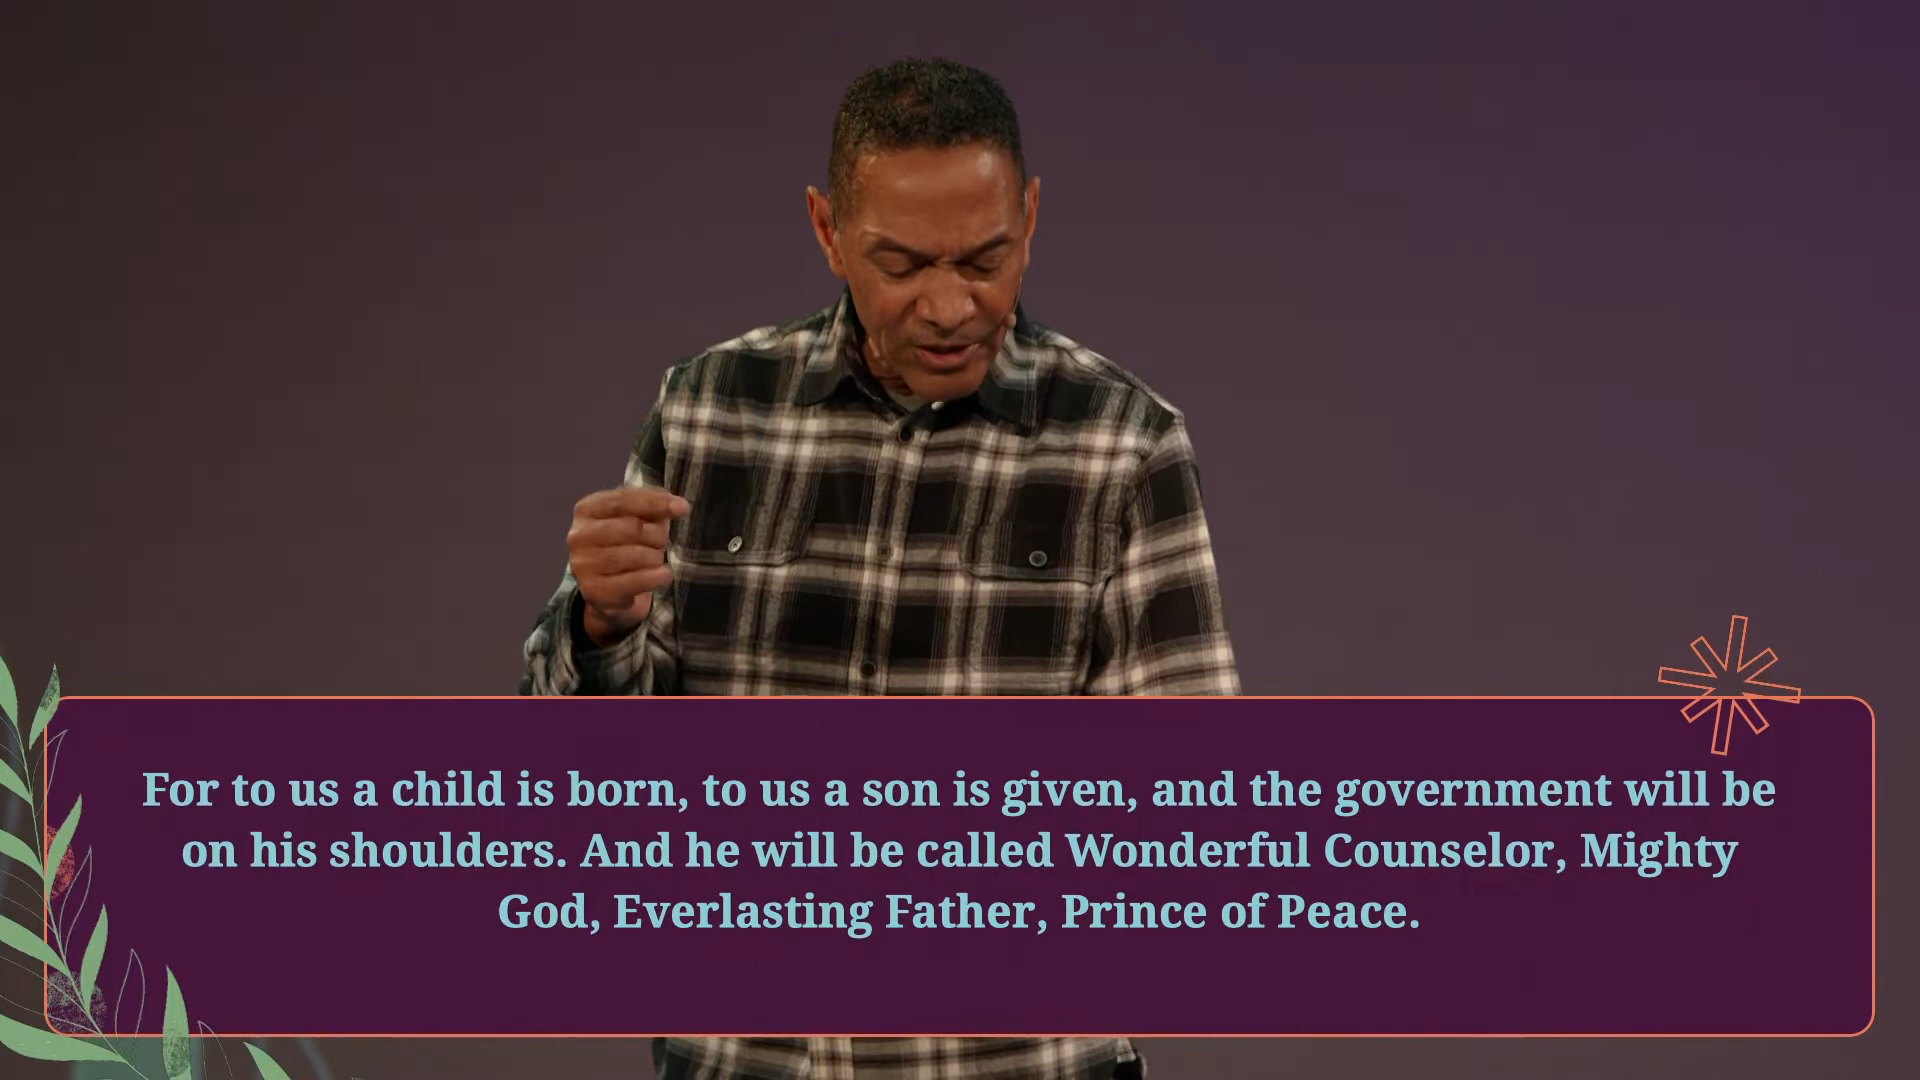 For to us a child is born, to us a son is given, and the government will be
on his shoulders. And he will be called Wonderful Counselor, Mighty
God, Everlasting Father, Prince of Peace.